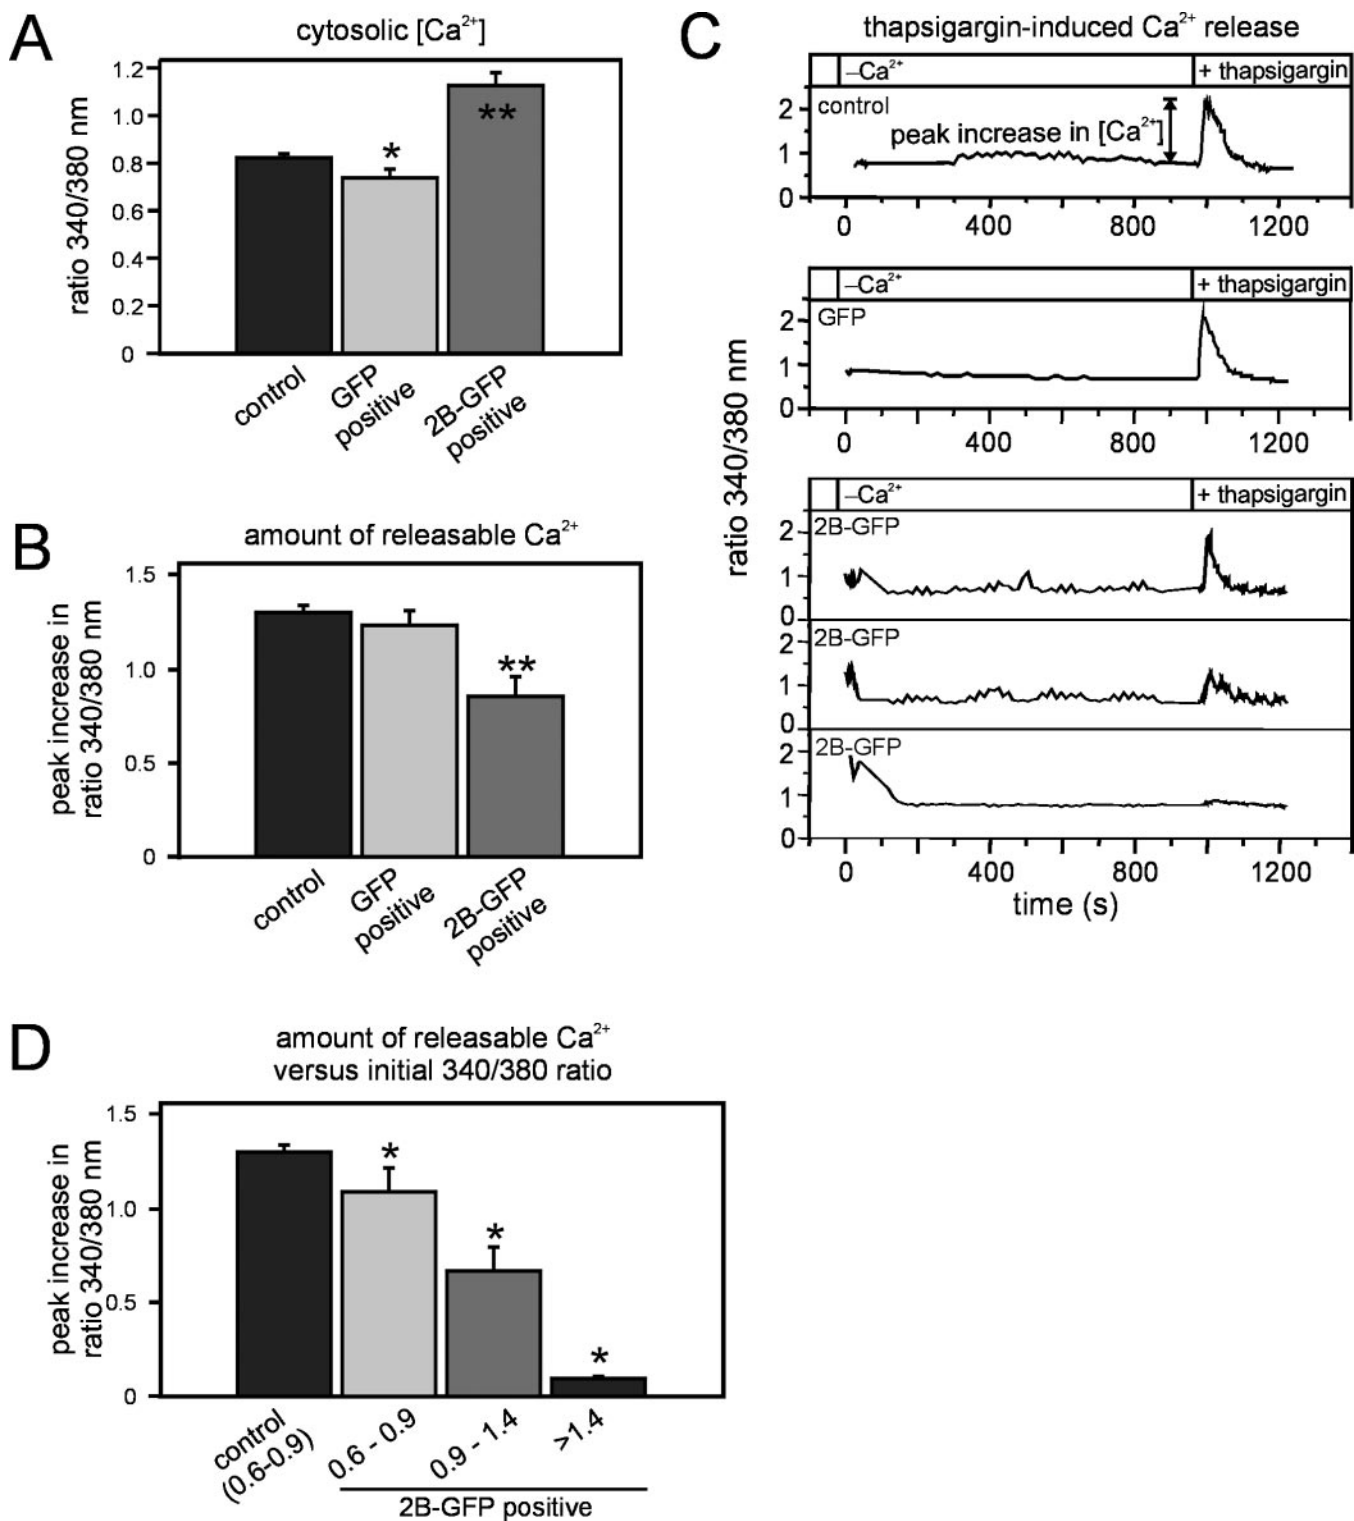 A
cytosolic [Ca²⁺]
ratio 340/380 nm
1.2
1.0
0.8
0.6
0.4
0.2
0
*
**
control
GFP
positive
2B-GFP
positive
B
amount of releasable Ca²⁺
peak increase in
ratio 340/380 nm
1.5
1.0
0.5
0
**
control
GFP
positive
2B-GFP
positive
C
thapsigargin-induced Ca²⁺ release
ratio 340/380 nm
–Ca²⁺
+ thapsigargin
control
peak increase in [Ca²⁺]
2
1
0
0 400 800 1200
–Ca²⁺
+ thapsigargin
GFP
2
1
0
0 400 800 1200
–Ca²⁺
+ thapsigargin
2B-GFP
2
1
0
2B-GFP
2
1
0
2B-GFP
2
1
0
0 400 800 1200
time (s)
D
amount of releasable Ca²⁺
versus initial 340/380 ratio
peak increase in
ratio 340/380 nm
1.5
1.0
0.5
0
*
*
*
control
(0.6-0.9)
0.6 - 0.9
0.9 - 1.4
>1.4
2B-GFP positive